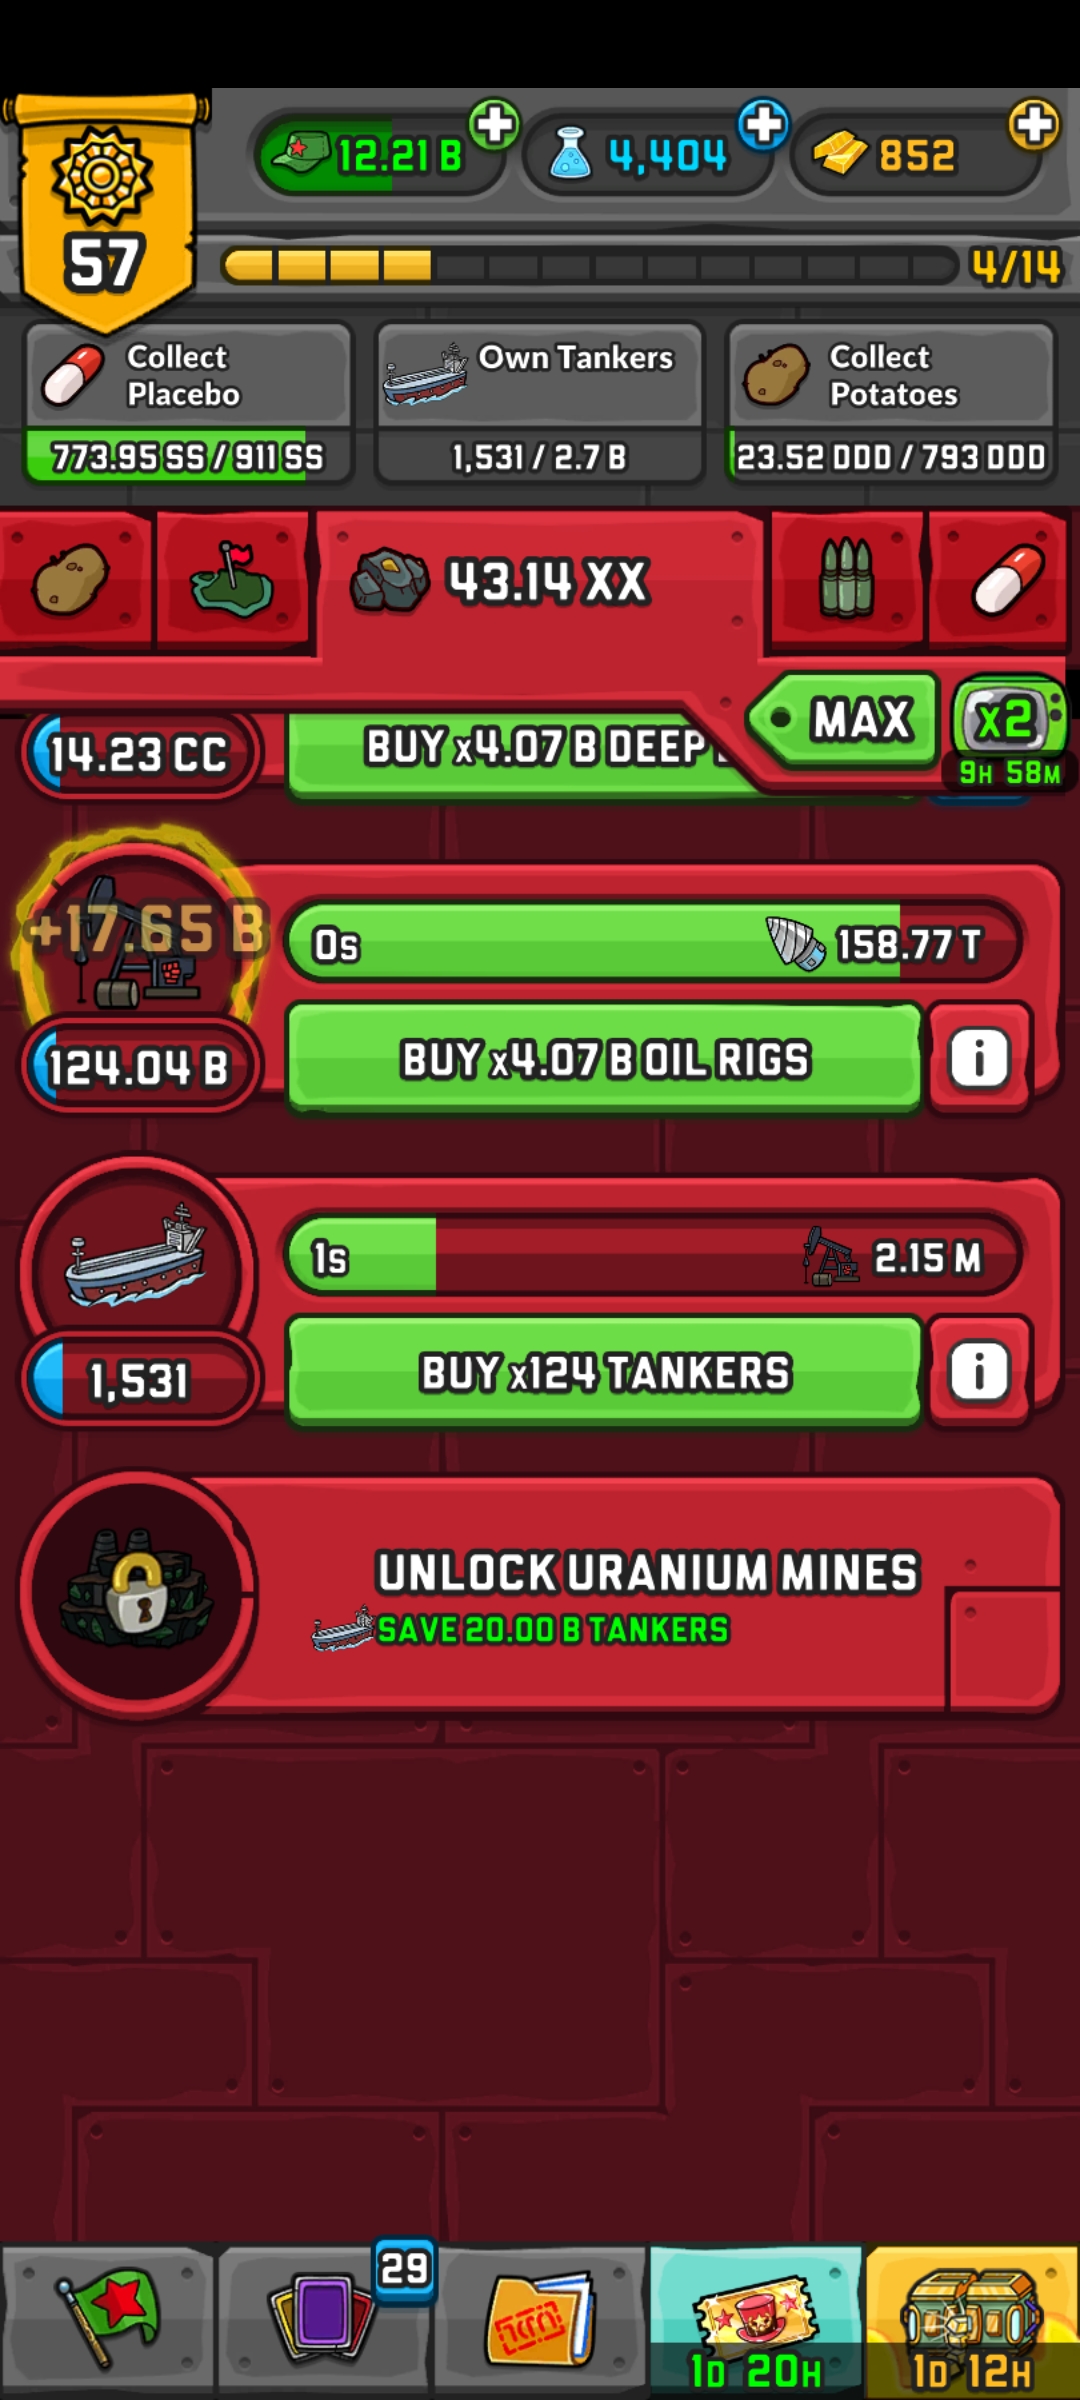 12.21 B
4,404
852
57
4/14
Collect
Placebo
773.95 SS / 911 SS
Own Tankers
1,531 / 2.7 B
Collect
Potatoes
23.52 DDD / 793 DDD
43.14 XX
MAX
x2
9H 58M
14.23 CC
BUY x4.07 B DEEP
+17.65 B
0s
158.77 T
124.04 B
BUY x4.07 B OIL RIGS
i
1s
2.15 M
1,531
BUY x124 TANKERS
i
UNLOCK URANIUM MINES
SAVE 20.00 B TANKERS
29
1D 20H
1D 12H